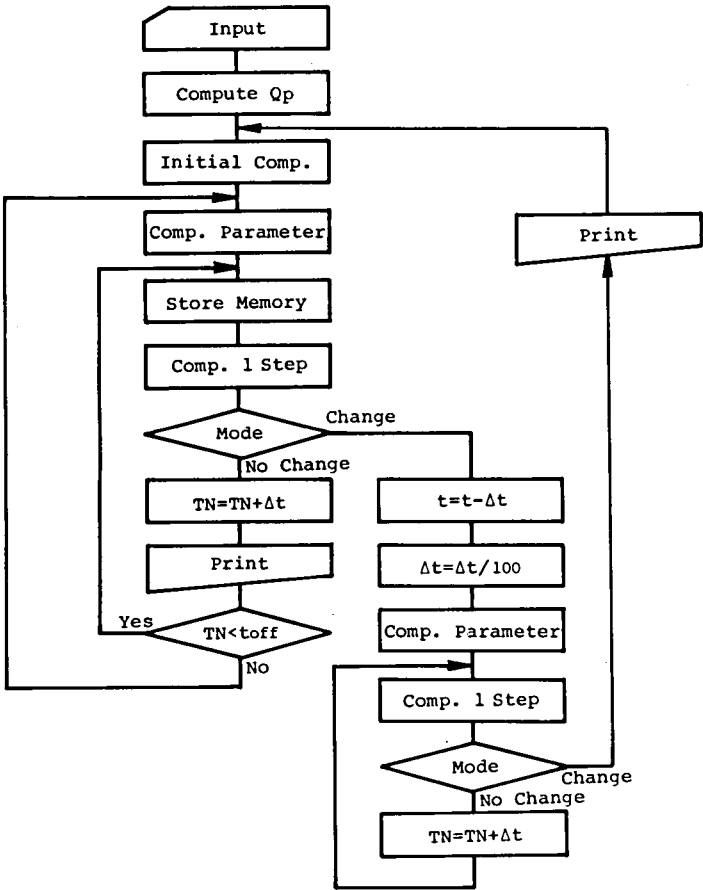 Input
Compute Qp
Initial Comp.
Comp. Parameter
Print
Store Memory
Comp. 1 Step
Mode
Change
No Change
TN=TN+Δt
t=t-Δt
Print
Δt=Δt/100
Yes
TN<toff
No
Comp. Parameter
Comp. 1 Step
Mode
Change
No Change
TN=TN+Δt